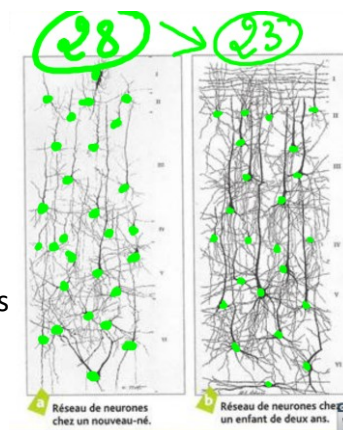 28 → 23
I
I
II
II
III
III
IV
IV
V
V
VI
VI
s
a Réseau de neurones
chez un nouveau-né.
b Réseau de neurones chez
un enfant de deux ans.